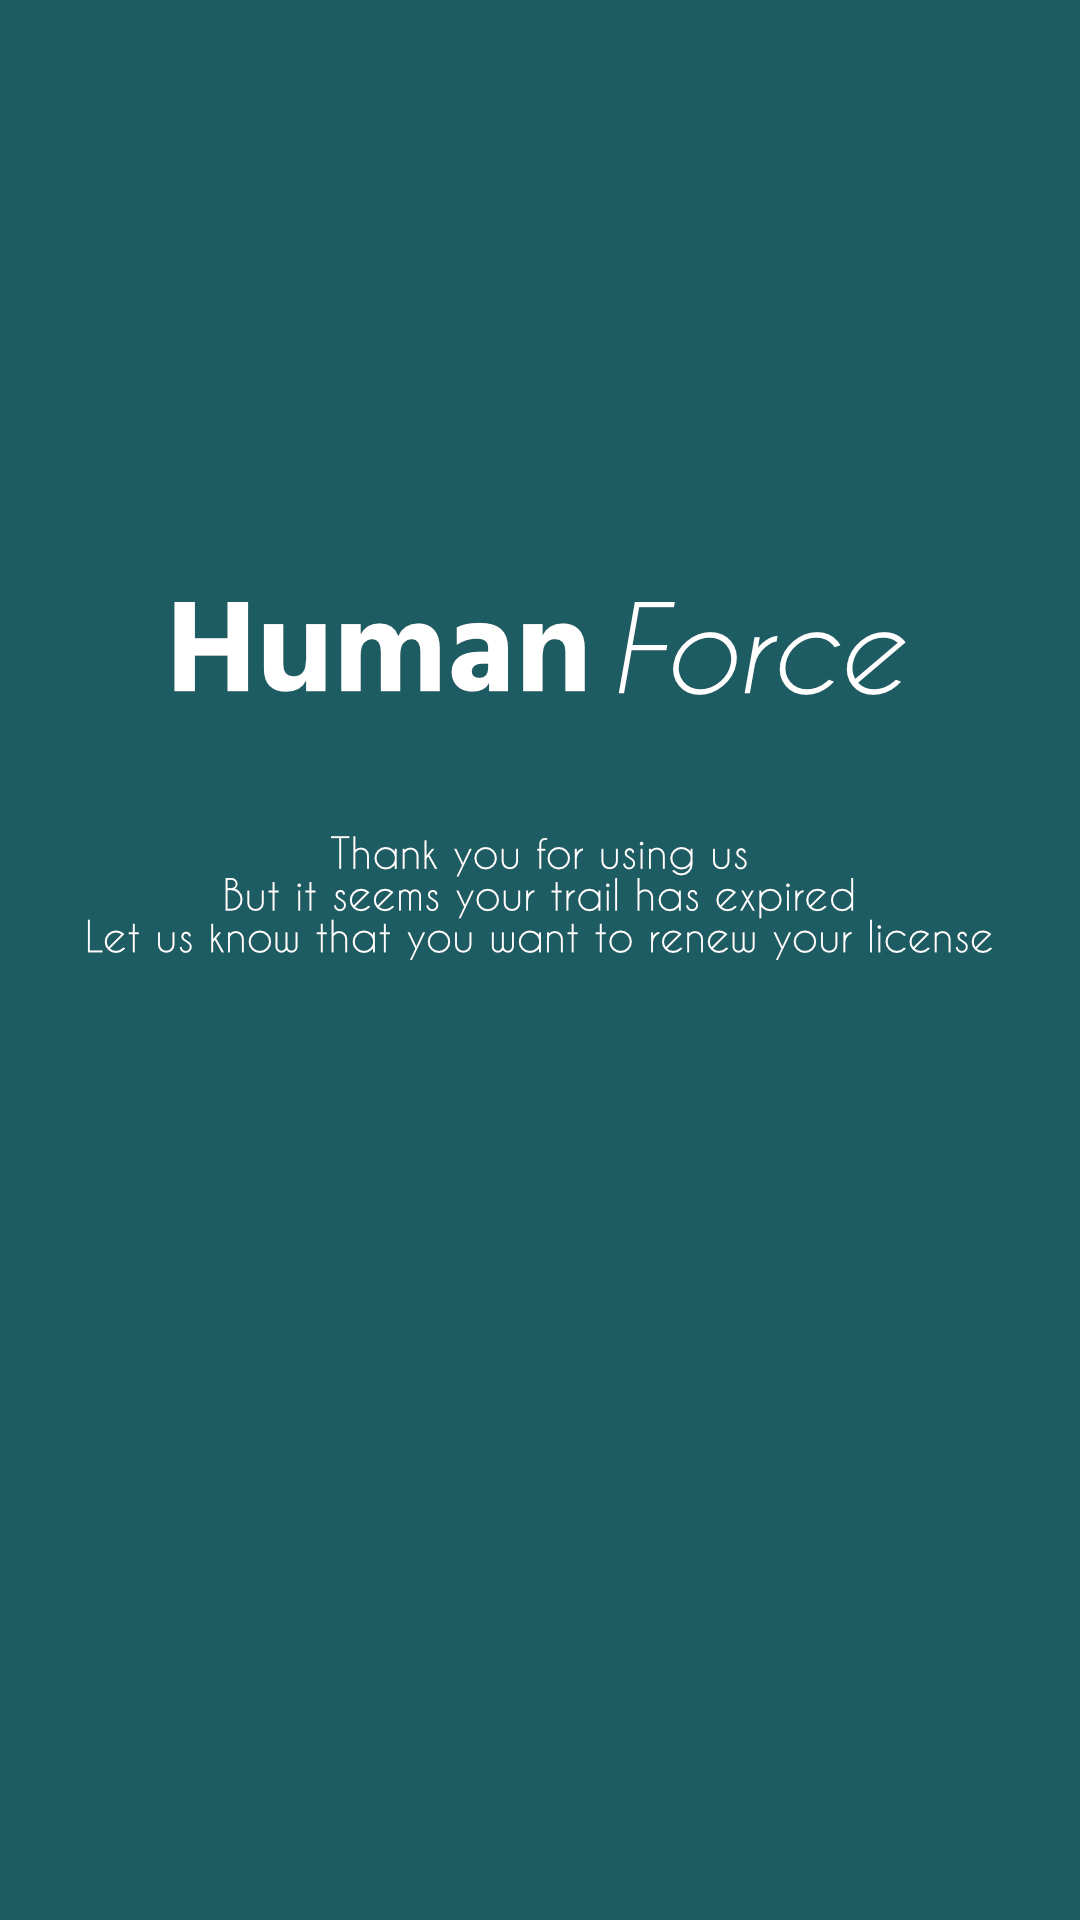 Human Force
Thank you for using us
But it seems your trail has expired
Let us know that you want to renew your license